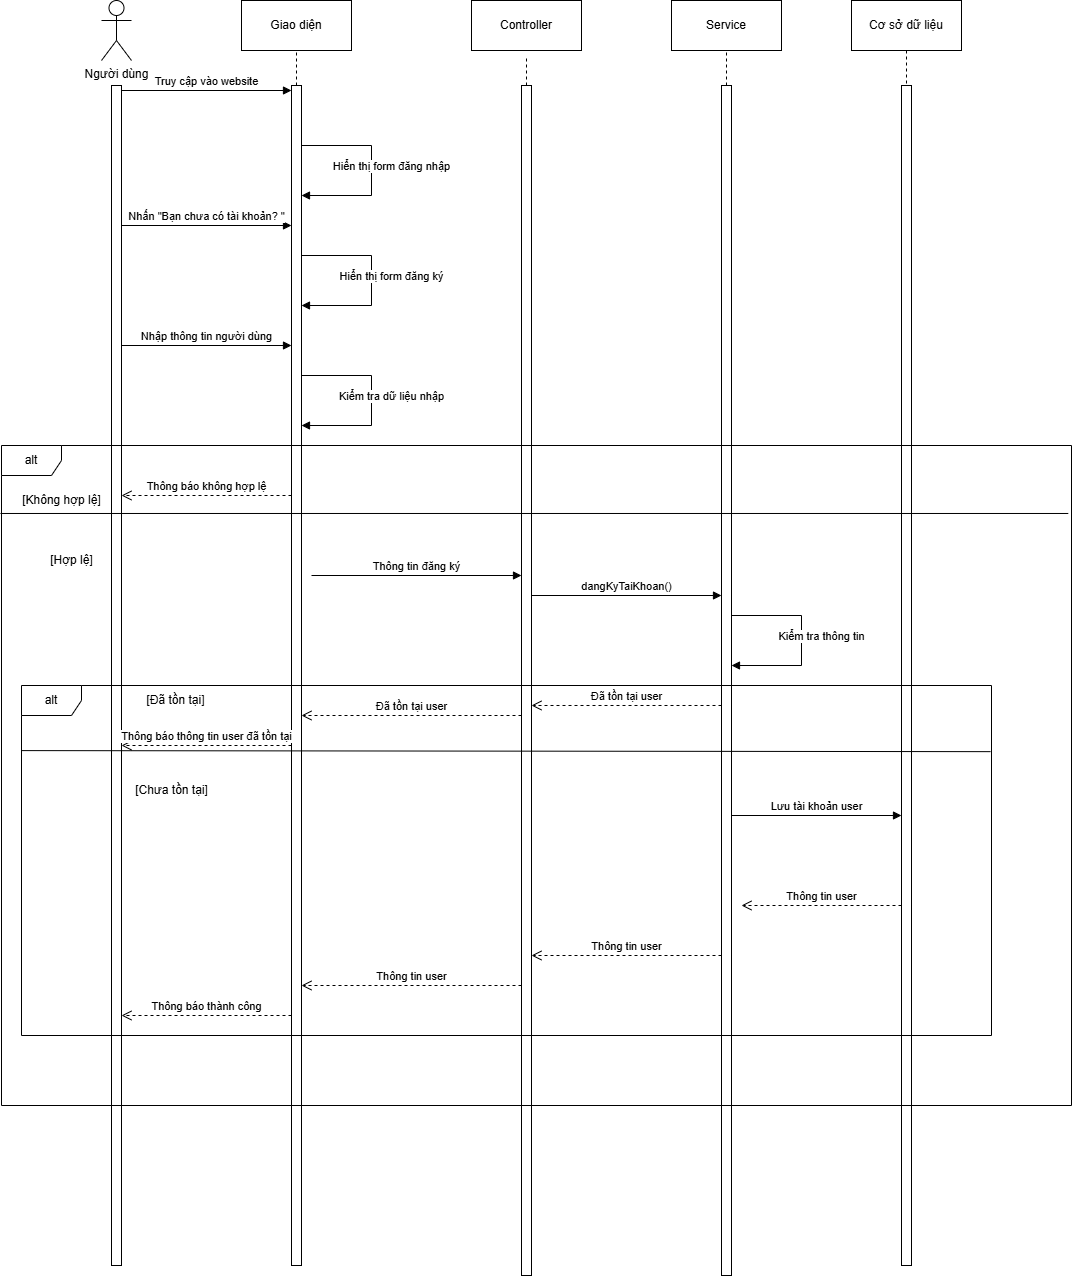 Giao diện
Controller
Service
Cơ sở dữ liệu
Người dùng
Truy cập vào website
Hiển thị form đăng nhập
Nhấn "Bạn chưa có tài khoản? "
Hiển thị form đăng ký
Nhập thông tin người dùng
Kiểm tra dữ liệu nhập
alt
Thông báo không hợp lệ
[Không hợp lệ]
[Hợp lệ]
Thông tin đăng ký
dangKyTaiKhoan()
Kiểm tra thông tin
alt
[Đã tồn tại]
Đã tồn tại user
Đã tồn tại user
Thông báo thông tin user đã tồn tại
[Chưa tồn tại]
Lưu tài khoản user
Thông tin user
Thông tin user
Thông tin user
Thông báo thành công